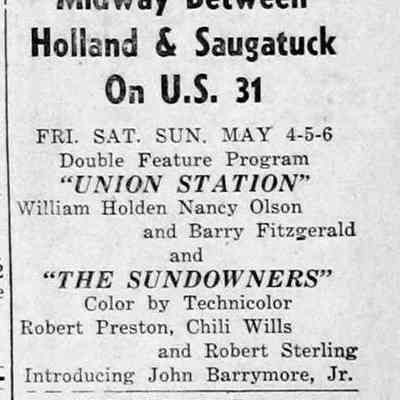 Midway Between
Holland & Saugatuck
On U.S. 31
FRI. SAT. SUN. MAY 4-5-6
Double Feature Program
"UNION STATION"
William Holden Nancy Olson
and Barry Fitzgerald
and
"THE SUNDOWNERS"
Color by Technicolor
Robert Preston, Chili Wills
and Robert Sterling
Introducing John Barrymore, Jr.